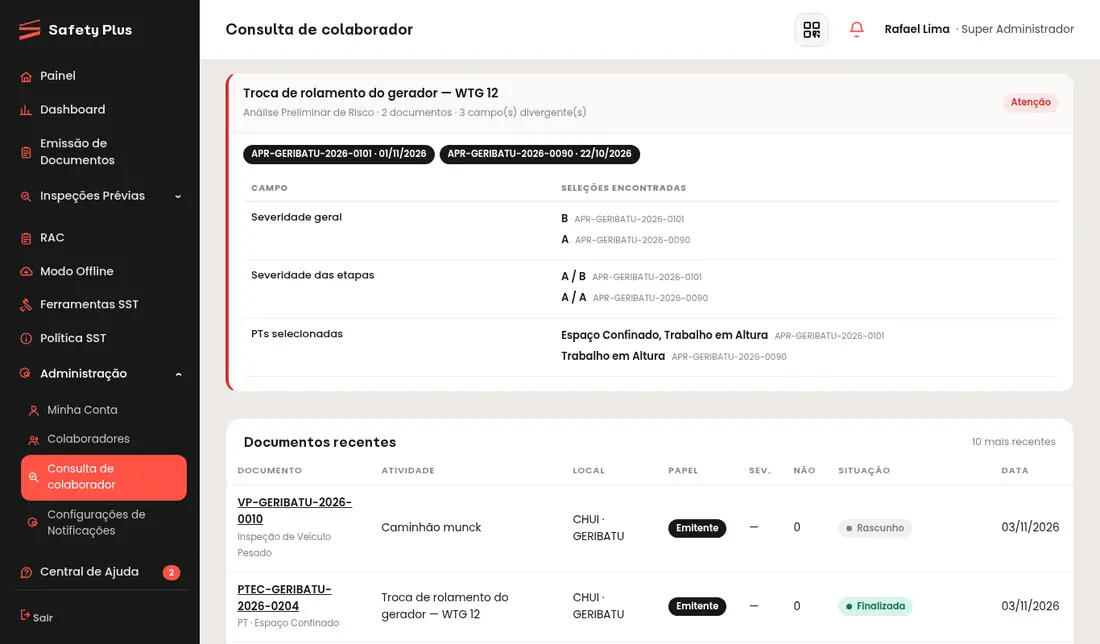 Safety Plus
Painel
Dashboard
Emissão de
Documentos
Inspeções Prévias
RAC
Modo Offline
Ferramentas SST
Política SST
Administração
Minha Conta
Colaboradores
Consulta de
colaborador
Configurações de
Notificações
Central de Ajuda 2
Sair
Consulta de colaborador
Rafael Lima · Super Administrador
Troca de rolamento do gerador — WTG 12
Análise Preliminar de Risco · 2 documentos · 3 campo(s) divergente(s)
Atenção
APR-GERIBATU-2026-0101 · 01/11/2026 APR-GERIBATU-2026-0090 · 22/10/2026
CAMPO SELEÇÕES ENCONTRADAS
Severidade geral
B APR-GERIBATU-2026-0101
A APR-GERIBATU-2026-0090
Severidade das etapas
A / B APR-GERIBATU-2026-0101
A / A APR-GERIBATU-2026-0090
PTs selecionadas
Espaço Confinado, Trabalho em Altura APR-GERIBATU-2026-0101
Trabalho em Altura APR-GERIBATU-2026-0090
Documentos recentes
10 mais recentes
DOCUMENTO ATIVIDADE LOCAL PAPEL SEV. NÃO SITUAÇÃO DATA
VP-GERIBATU-2026-
0010
Inspeção de Veículo
Pesado
Caminhão munck
CHUI ·
GERIBATU
Emitente
—
0
Rascunho
03/11/2026
PTEC-GERIBATU-
2026-0204
PT · Espaço Confinado
Troca de rolamento do
gerador — WTG 12
CHUI ·
GERIBATU
Emitente
—
0
Finalizada
03/11/2026